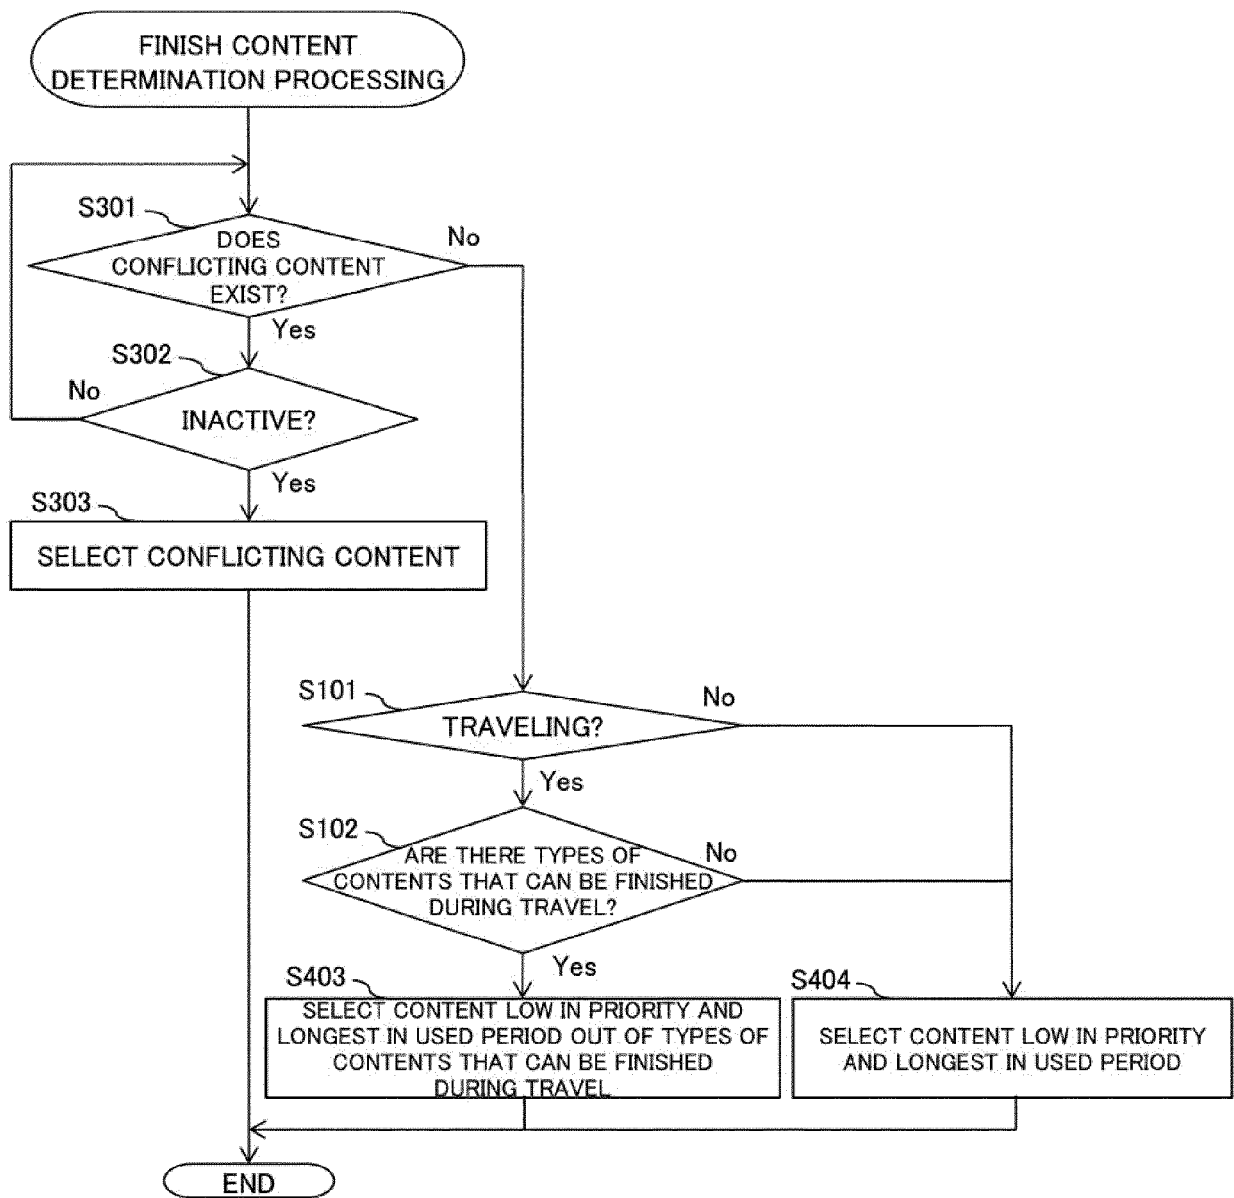 FINISH CONTENT
DETERMINATION PROCESSING
S301
DOES
CONFLICTING CONTENT
EXIST?
No
Yes
S302
No
INACTIVE?
Yes
S303
SELECT CONFLICTING CONTENT
S101
No
TRAVELING?
Yes
S102
ARE THERE TYPES OF
CONTENTS THAT CAN BE FINISHED
DURING TRAVEL?
No
Yes
S403
SELECT CONTENT LOW IN PRIORITY AND
LONGEST IN USED PERIOD OUT OF TYPES OF
CONTENTS THAT CAN BE FINISHED
DURING TRAVEL
S404
SELECT CONTENT LOW IN PRIORITY
AND LONGEST IN USED PERIOD
END